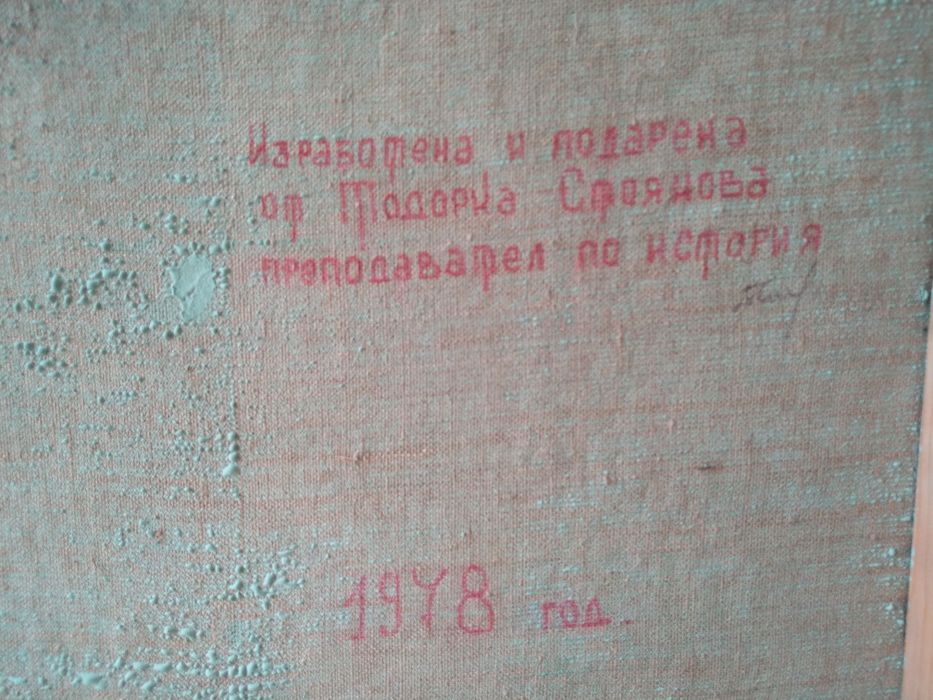 Изработена и подарена
от Тодорка Стоянова
преподавател по история
1978 год.